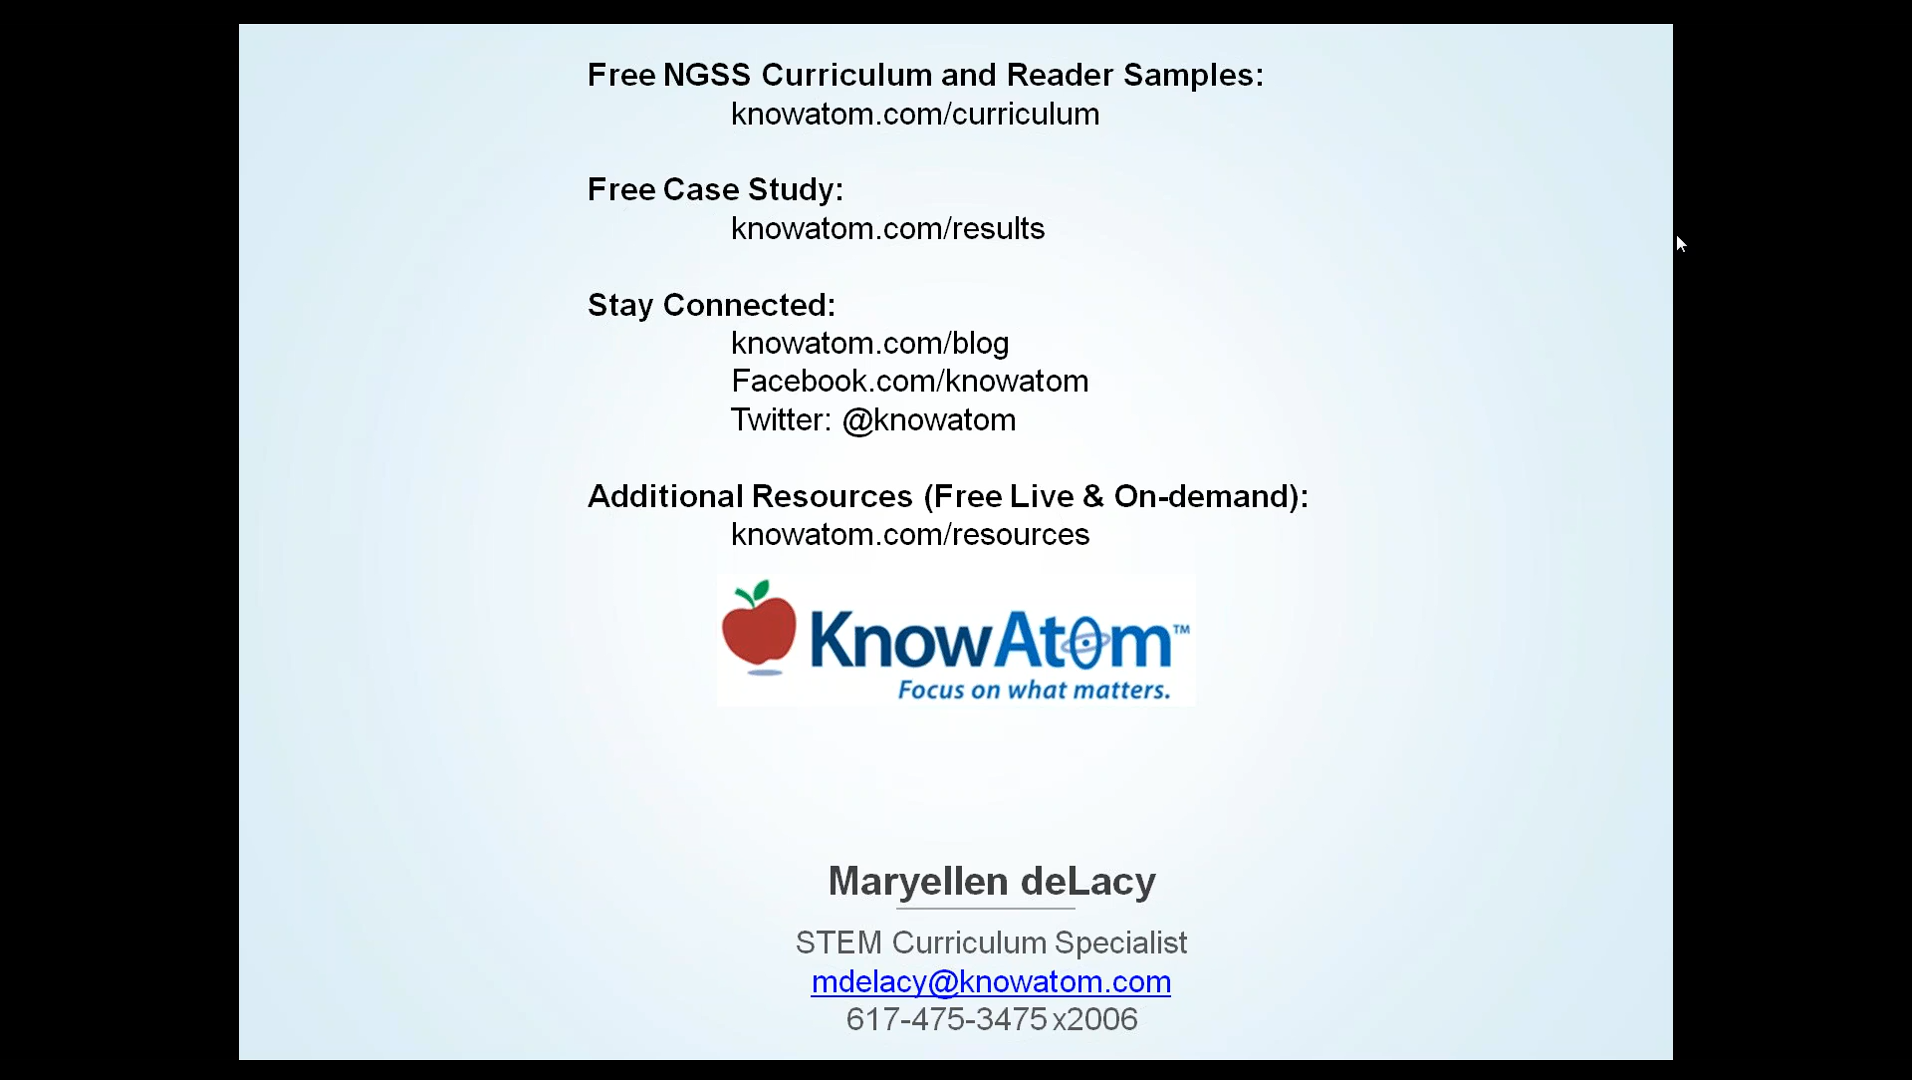 Free NGSS Curriculum and Reader Samples:
knowatom.com/curriculum
Free Case Study:
knowatom.com/results
Stay Connected:
knowatom.com/blog
Facebook.com/knowatom
Twitter: @knowatom
Additional Resources (Free Live & On-demand):
knowatom.com/resources
KnowAtom™
Focus on what matters.
Maryellen deLacy
STEM Curriculum Specialist
mdelacy@knowatom.com
617-475-3475 x2006